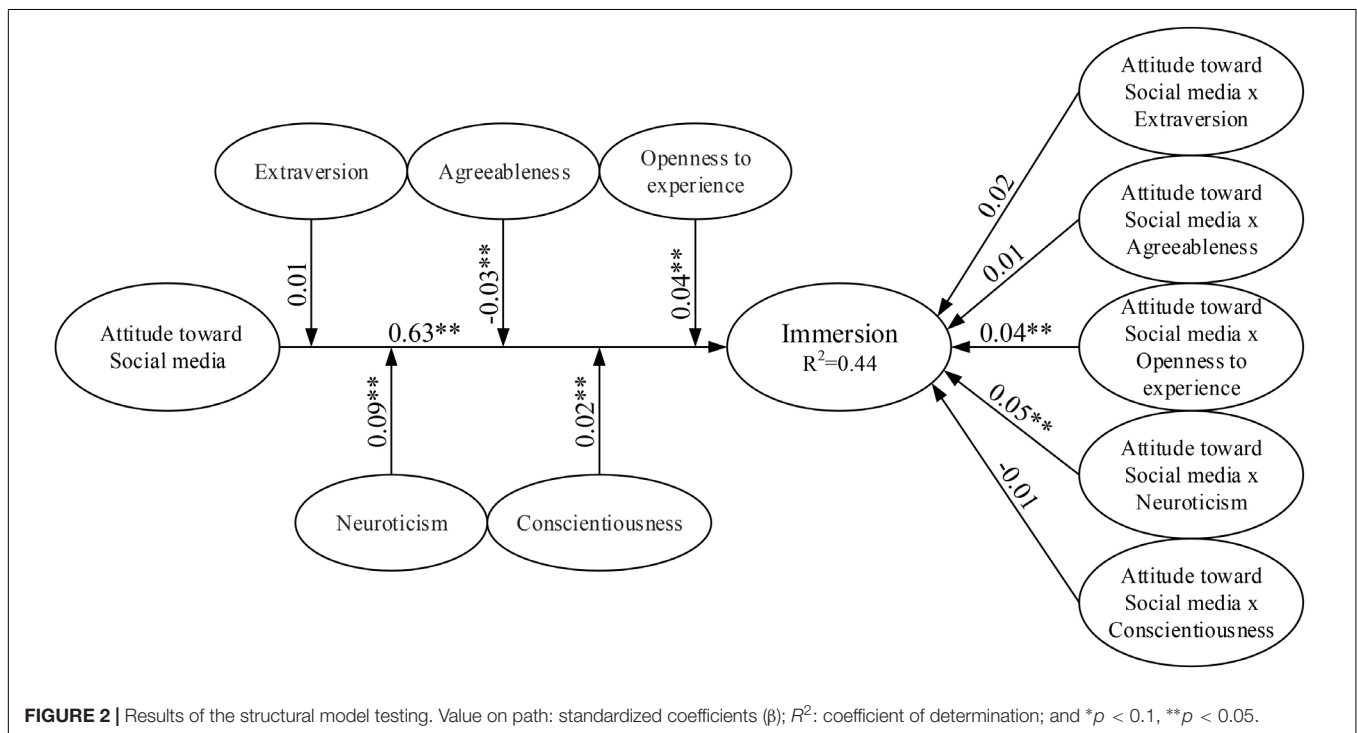 Extraversion
Agreeableness
Openness to
experience
0.01
-0.03**
0.04**
Attitude toward
Social media
0.63**
Immersion
R²=0.44
0.09**
0.02**
Neuroticism
Conscientiousness
Attitude toward
Social media x
Extraversion
0.02
Attitude toward
Social media x
Agreeableness
0.01
Attitude toward
Social media x
Openness to
experience
0.04**
Attitude toward
Social media x
Neuroticism
0.05**
Attitude toward
Social media x
Conscientiousness
-0.01
FIGURE 2 | Results of the structural model testing. Value on path: standardized coefficients (β); R²: coefficient of determination; and *p < 0.1, **p < 0.05.